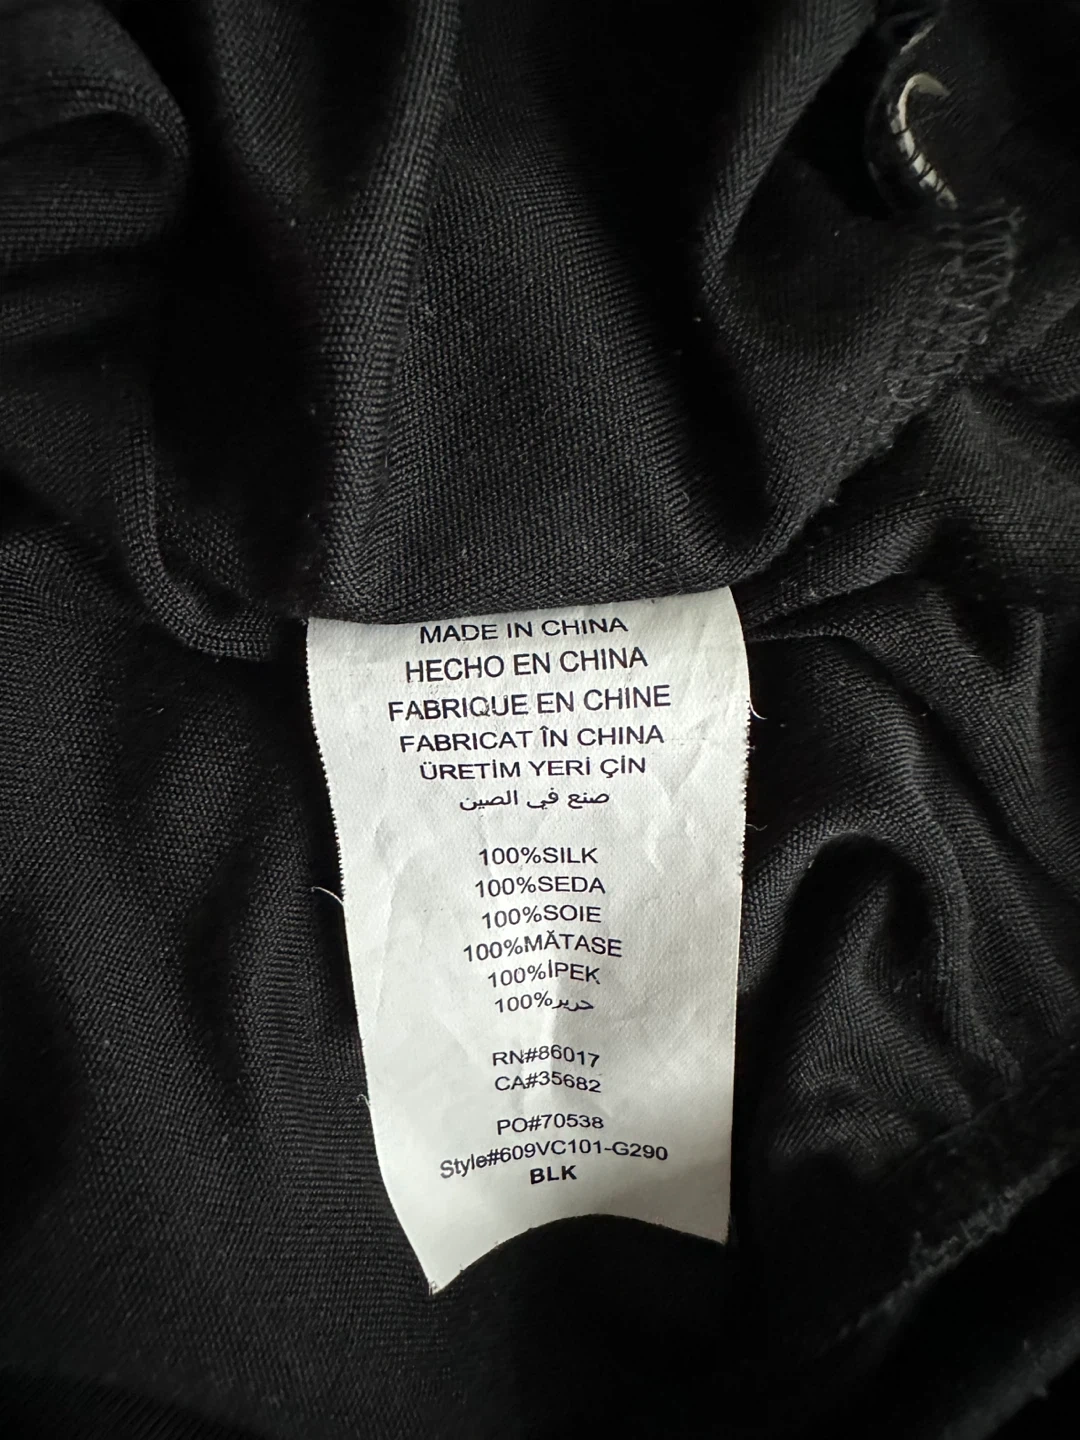 MADE IN CHINA
HECHO EN CHINA
FABRIQUE EN CHINE
FABRICAT ÎN CHINA
ÜRETİM YERİ ÇİN
صنع في الصين
100%SILK
100%SEDA
100%SOIE
100%MĂTASE
100%İPEK
100%حرير
RN#86017
CA#35682
PO#70538
Style#609VC101-G290
BLK